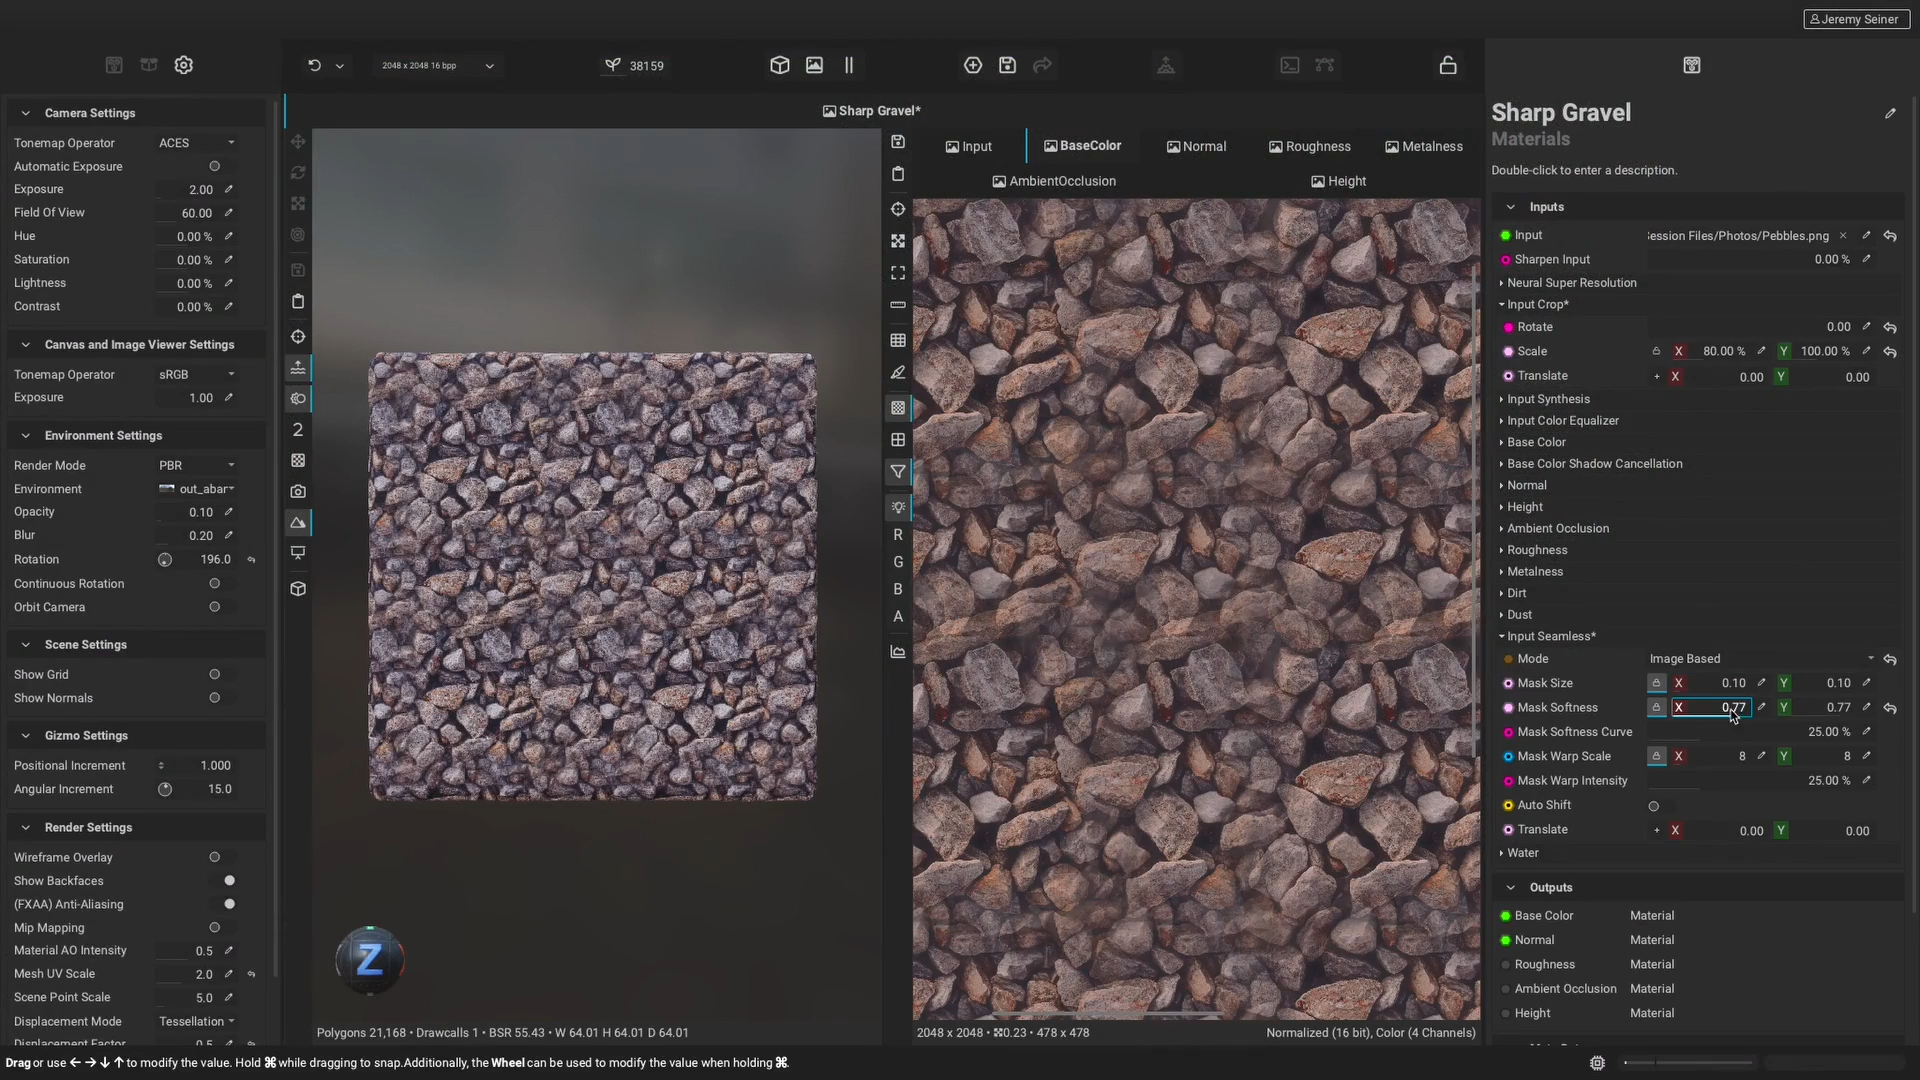 Jeremy Seiner
2048 x 2048 16 bpp
38159
Sharp Gravel*
Camera Settings
Tonemap Operator ACES
Automatic Exposure
Exposure 2.00
Field Of View 60.00
Hue 0.00 %
Saturation 0.00 %
Lightness 0.00 %
Contrast 0.00 %
Canvas and Image Viewer Settings
Tonemap Operator sRGB
Exposure 1.00
Environment Settings
Render Mode PBR
Environment out_abar
Opacity 0.10
Blur 0.20
Rotation 196.0
Continuous Rotation
Orbit Camera
Scene Settings
Show Grid
Show Normals
Gizmo Settings
Positional Increment 1.000
Angular Increment 15.0
Render Settings
Wireframe Overlay
Show Backfaces
(FXAA) Anti-Aliasing
Mip Mapping
Material AO Intensity 0.5
Mesh UV Scale 2.0
Scene Point Scale 5.0
Displacement Mode Tessellation
Displacement Factor 0.5
2
Z
Polygons 21,168 • Drawcalls 1 • BSR 55.43 • W 64.01 H 64.01 D 64.01
Input BaseColor Normal Roughness Metalness
AmbientOcclusion Height
R
G
B
A
2048 x 2048 • 0.23 • 478 x 478 Normalized (16 bit), Color (4 Channels)
Sharp Gravel
Materials
Double-click to enter a description.
Inputs
Input Session Files/Photos/Pebbles.png ×
Sharpen Input 0.00 %
Neural Super Resolution
Input Crop*
Rotate 0.00
Scale X 80.00 % Y 100.00 %
Translate + X 0.00 Y 0.00
Input Synthesis
Input Color Equalizer
Base Color
Base Color Shadow Cancellation
Normal
Height
Ambient Occlusion
Roughness
Metalness
Dirt
Dust
Input Seamless*
Mode Image Based
Mask Size X 0.10 Y 0.10
Mask Softness X 0.77 Y 0.77
Mask Softness Curve 25.00 %
Mask Warp Scale X 8 Y 8
Mask Warp Intensity 25.00 %
Auto Shift
Translate + X 0.00 Y 0.00
Water
Outputs
Base Color Material
Normal Material
Roughness Material
Ambient Occlusion Material
Height Material
Drag or use ← → ↓ ↑ to modify the value. Hold ⌘ while dragging to snap.Additionally, the Wheel can be used to modify the value when holding ⌘.